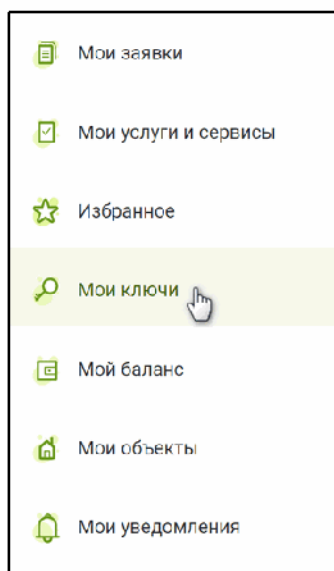 Мои заявки
Мои услуги и сервисы
Избранное
Мои ключи
Мой баланс
Мои объекты
Мои уведомления